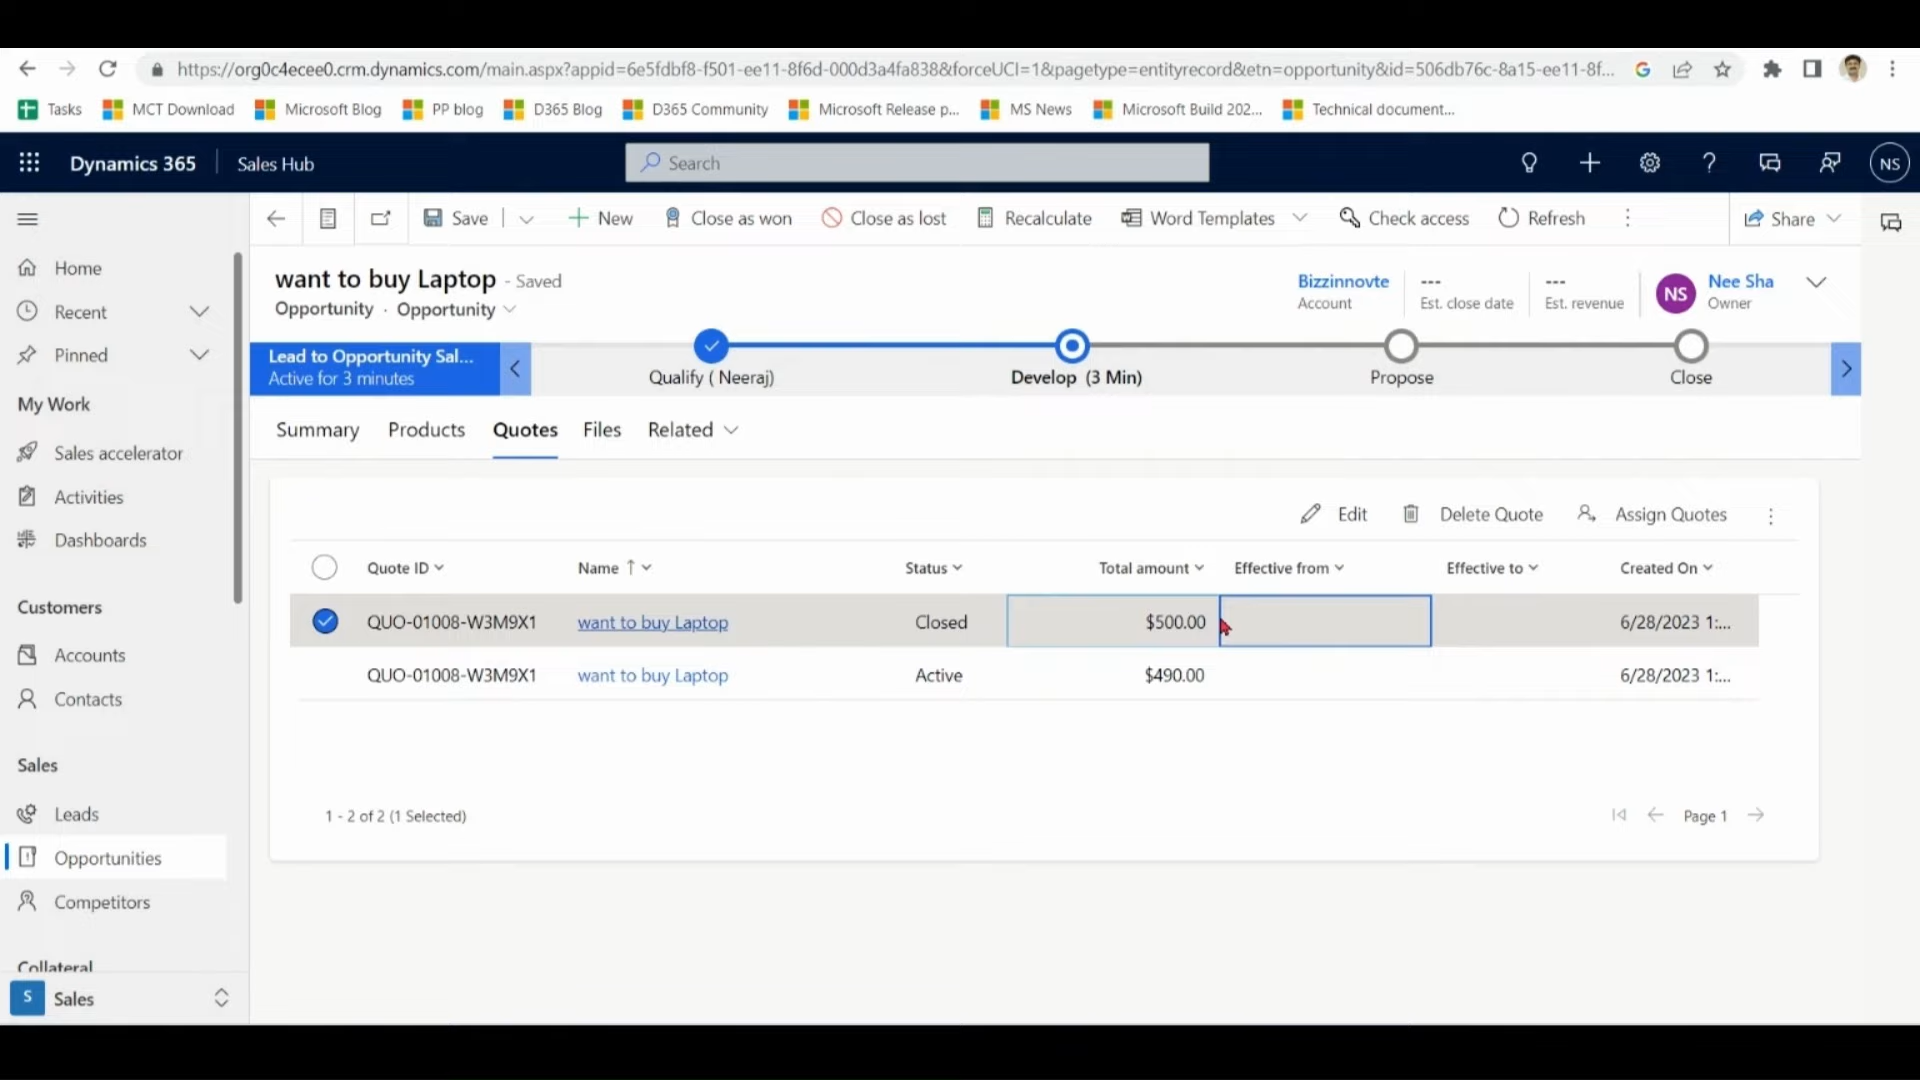 https://org0c4ecee0.crm.dynamics.com/main.aspx?appid=6e5fdbf8-f501-ee11-8f6d-000d3a4fa838&forceUCI=1&pagetype=entityrecord&etn=opportunity&id=506db76c-8a15-ee11-8f...
Tasks MCT Download Microsoft Blog PP blog D365 Blog D365 Community Microsoft Release p... MS News Microsoft Build 202... Technical document...
Dynamics 365 Sales Hub Search NS
Save New Close as won Close as lost Recalculate Word Templates Check access Refresh Share
Home
Recent
Pinned
My Work
Sales accelerator
Activities
Dashboards
Customers
Accounts
Contacts
Sales
Leads
Opportunities
Competitors
Collateral
S Sales
want to buy Laptop - Saved
Opportunity · Opportunity
Bizzinnovte
Account
---
Est. close date
---
Est. revenue
NS
Nee Sha
Owner
Lead to Opportunity Sal...
Active for 3 minutes
Qualify ( Neeraj)
Develop (3 Min)
Propose
Close
Summary Products Quotes Files Related
Edit Delete Quote Assign Quotes
Quote ID Name ↑ Status Total amount Effective from Effective to Created On
QUO-01008-W3M9X1 want to buy Laptop Closed $500.00 6/28/2023 1:...
QUO-01008-W3M9X1 want to buy Laptop Active $490.00 6/28/2023 1:...
1 - 2 of 2 (1 Selected)
Page 1